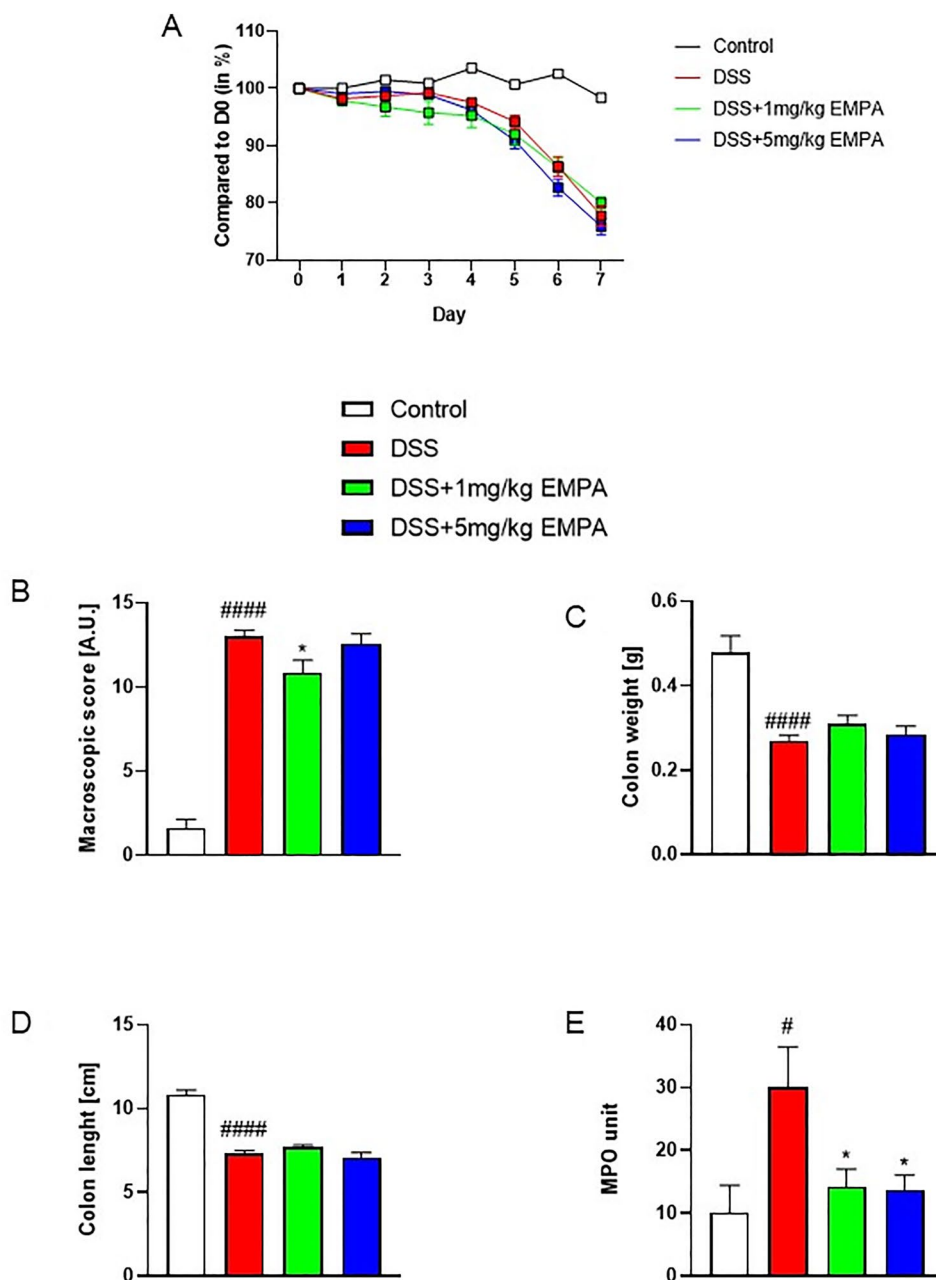 A
Compared to D0 (in %)
110
100
90
80
70
0 1 2 3 4 5 6 7
Day
Control
DSS
DSS+1mg/kg EMPA
DSS+5mg/kg EMPA
Control
DSS
DSS+1mg/kg EMPA
DSS+5mg/kg EMPA
B
Macroscopic score [A.U.]
15
10
5
0
####
*
C
Colon weight [g]
0.6
0.4
0.2
0.0
####
D
Colon lenght [cm]
15
10
5
0
####
E
MPO unit
40
30
20
10
0
#
*
*